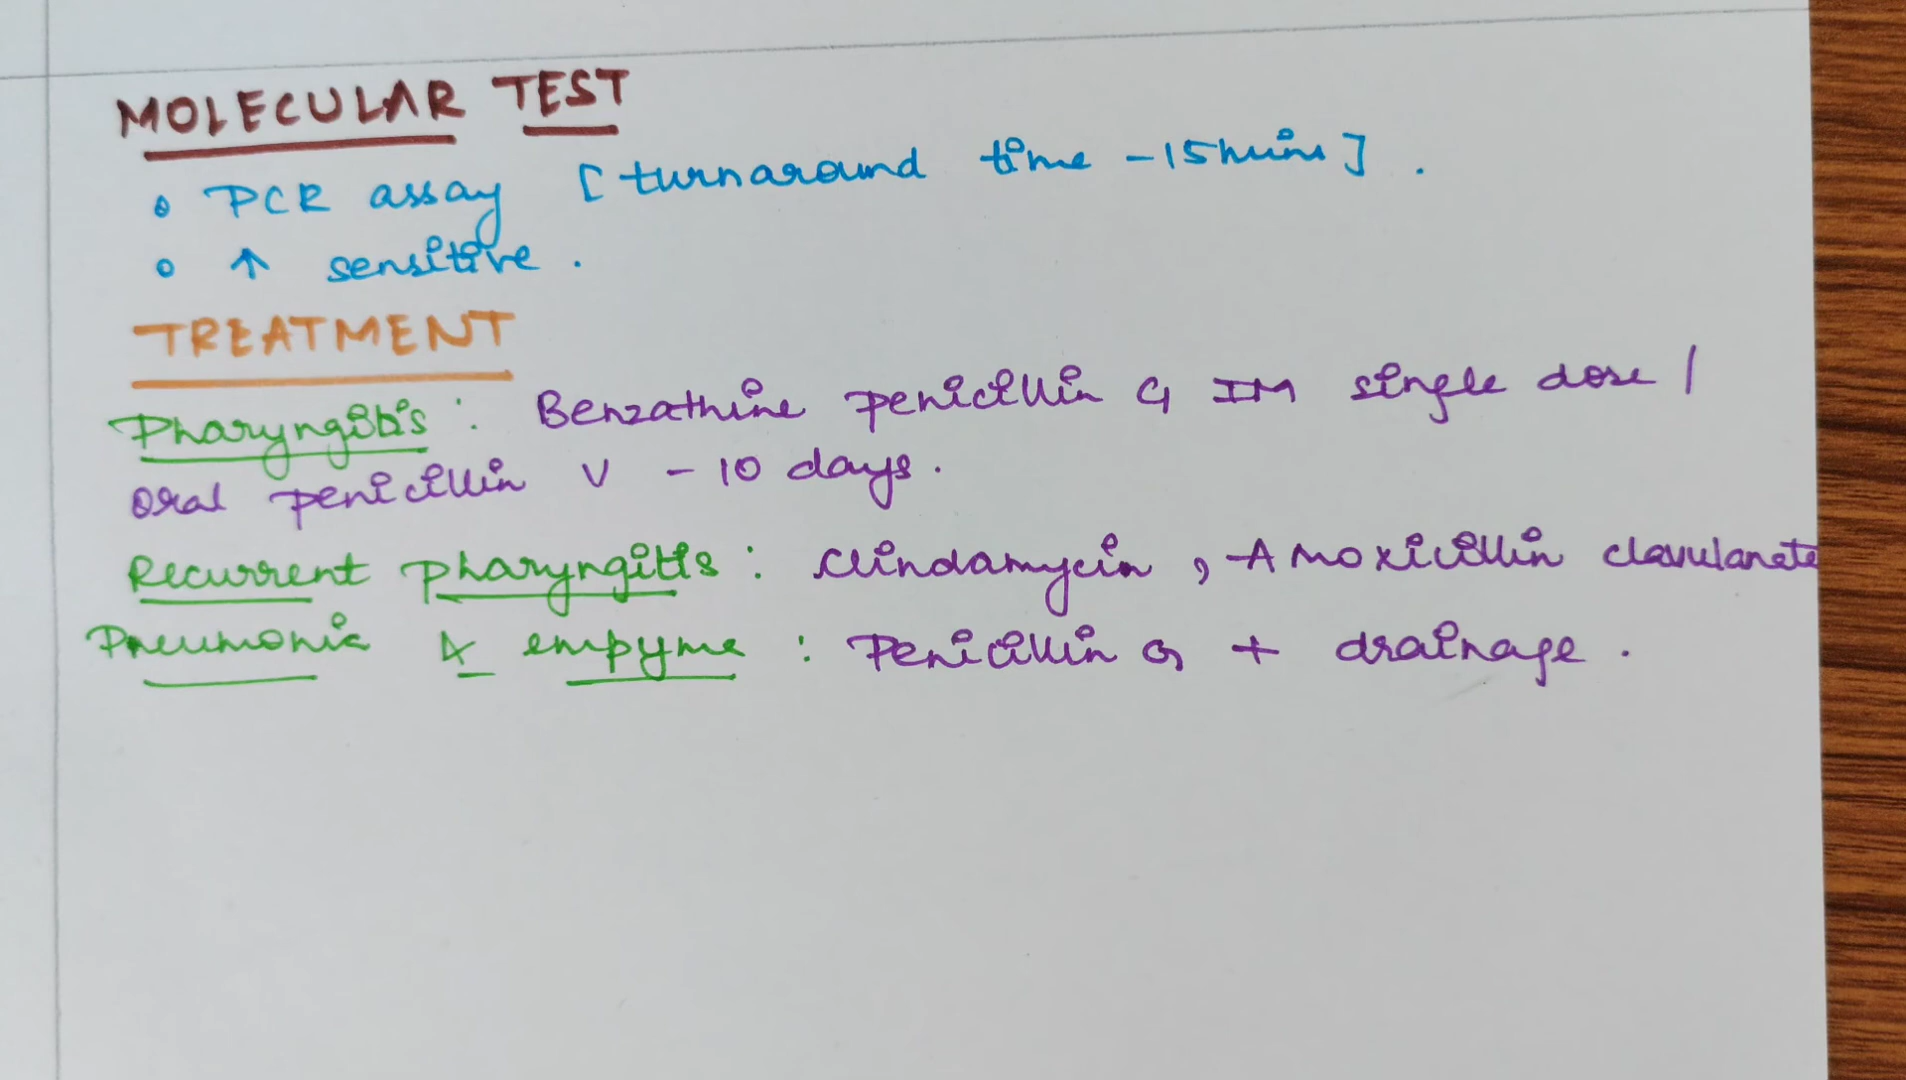 MOLECULAR TEST
• PCR assay [turnaround time - 15 mins].
• ↑ sensitive.
TREATMENT
Pharyngitis: Benzathine penicillin G IM single dose /
oral penicillin V - 10 days.
Recurrent pharyngitis: Clindamycin, Amoxicillin clavulanate
Pneumonia & empyme: Penicillin G + drainage.